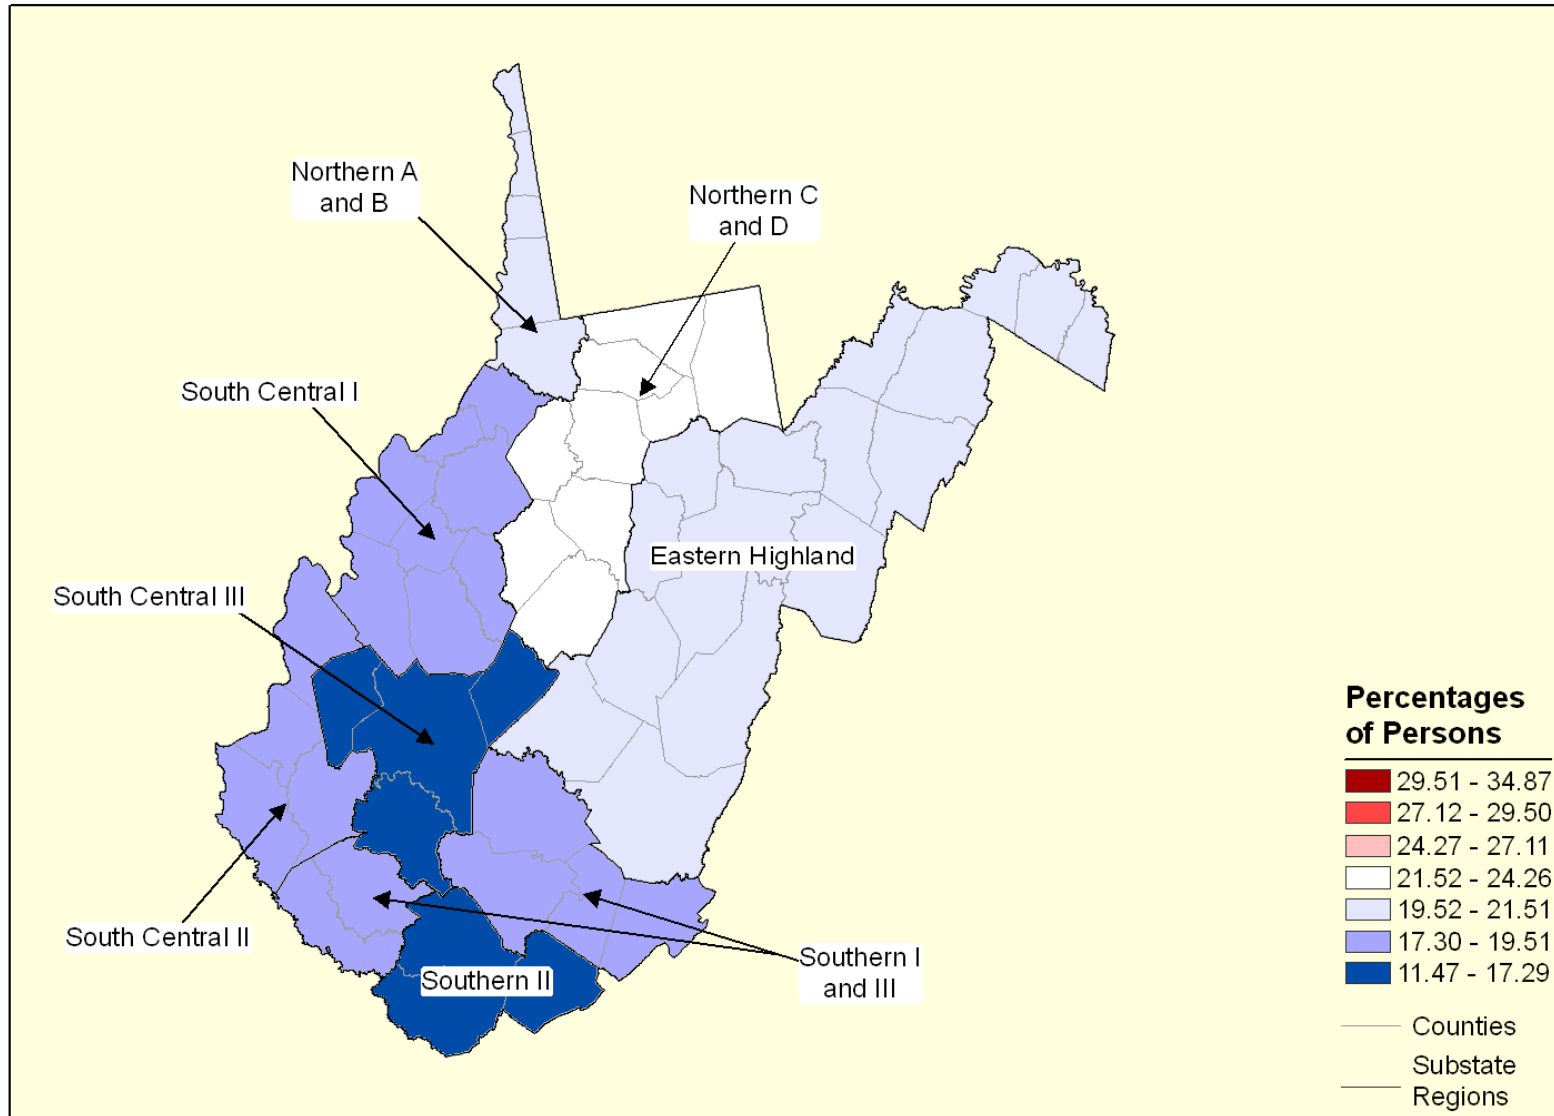 Northern A
and B
Northern C
and D
South Central I
Eastern Highland
South Central III
South Central II
Southern II
Southern I
and III
Percentages
of Persons
29.51 - 34.87
27.12 - 29.50
24.27 - 27.11
21.52 - 24.26
19.52 - 21.51
17.30 - 19.51
11.47 - 17.29
Counties
Substate
Regions